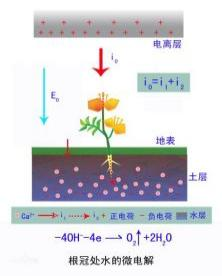 电离层
i₀
i₀=i₁+i₂
E₀
地表
土层
Ca²⁺ i₁ i₂ + 正电荷 - 负电荷 水层
-4OH⁻-4e → O₂↑+2H₂O
根冠处水的微电解